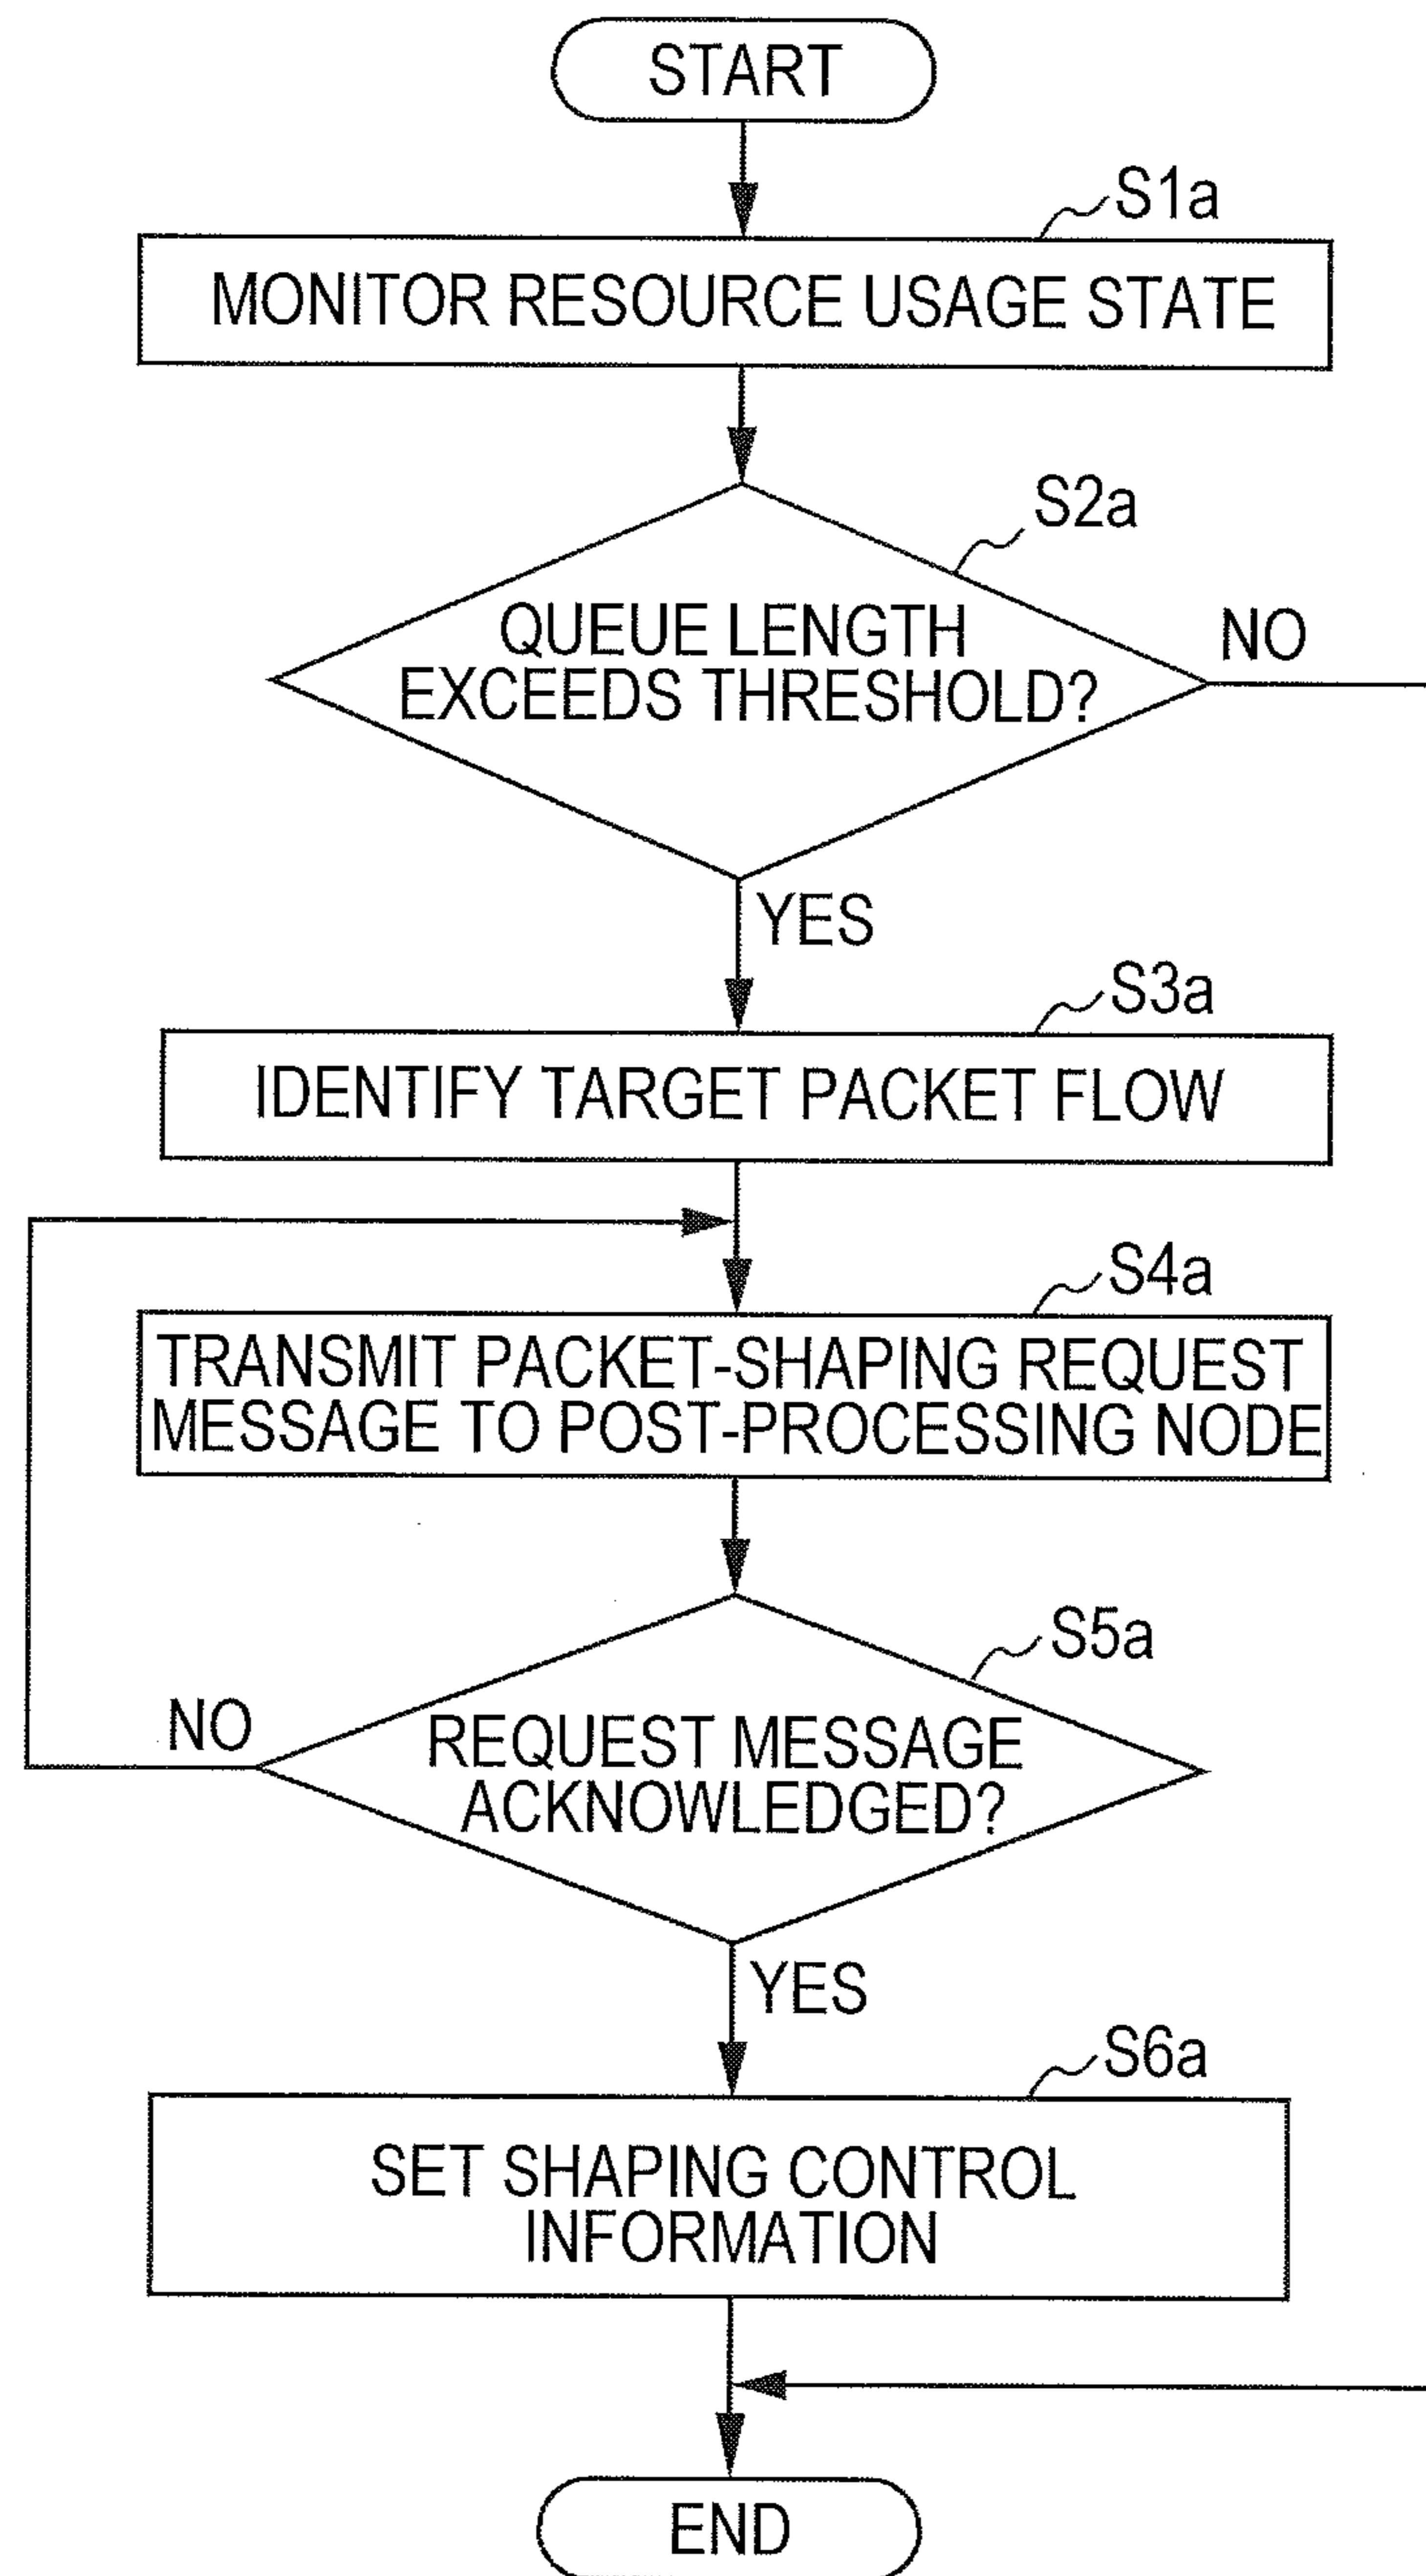 START
S1a
MONITOR RESOURCE USAGE STATE
S2a
QUEUE LENGTH
EXCEEDS THRESHOLD?
NO
YES
S3a
IDENTIFY TARGET PACKET FLOW
S4a
TRANSMIT PACKET-SHAPING REQUEST
MESSAGE TO POST-PROCESSING NODE
S5a
NO
REQUEST MESSAGE
ACKNOWLEDGED?
YES
S6a
SET SHAPING CONTROL
INFORMATION
END